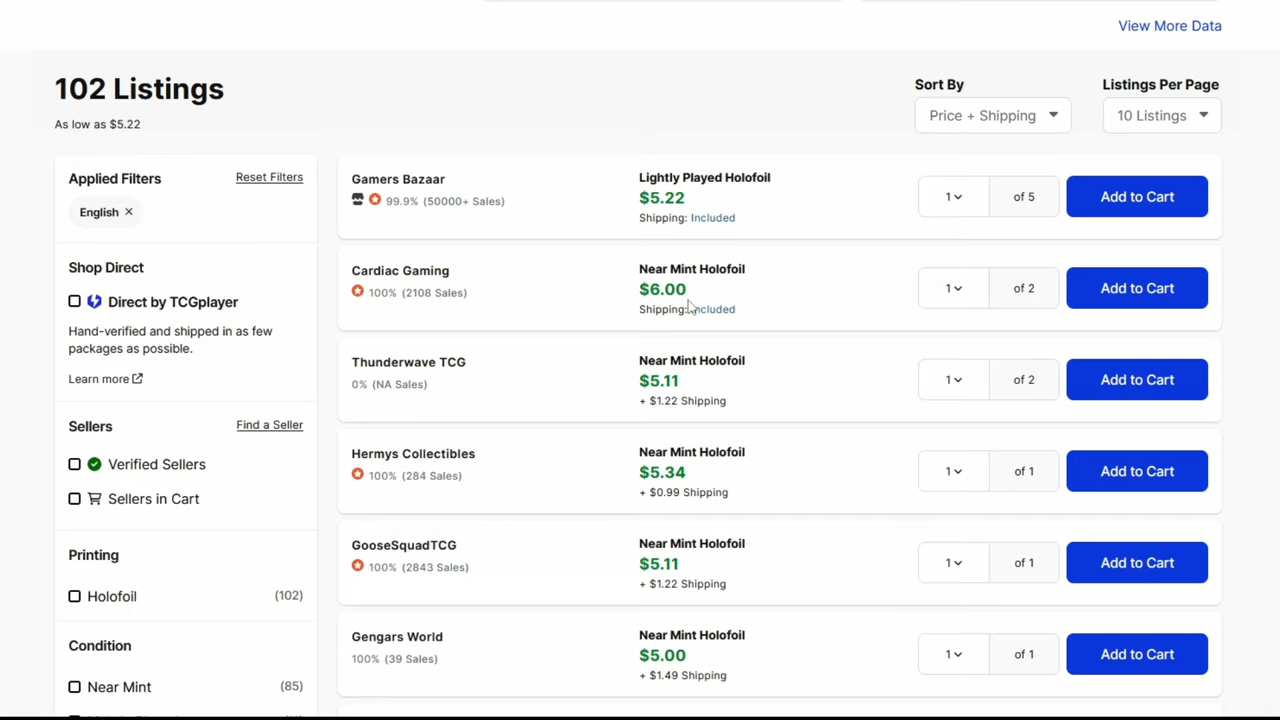 View More Data
102 Listings
As low as $5.22
Sort By
Price + Shipping
Listings Per Page
10 Listings
Applied Filters
Reset Filters
English ×
Shop Direct
Direct by TCGplayer
Hand-verified and shipped in as few
packages as possible.
Learn more
Sellers
Find a Seller
Verified Sellers
Sellers in Cart
Printing
Holofoil (102)
Condition
Near Mint (85)
Gamers Bazaar
99.9% (50000+ Sales)
Lightly Played Holofoil
$5.22
Shipping: Included
1 of 5
Add to Cart
Cardiac Gaming
100% (2108 Sales)
Near Mint Holofoil
$6.00
Shipping: Included
1 of 2
Add to Cart
Thunderwave TCG
0% (NA Sales)
Near Mint Holofoil
$5.11
+ $1.22 Shipping
1 of 2
Add to Cart
Hermys Collectibles
100% (284 Sales)
Near Mint Holofoil
$5.34
+ $0.99 Shipping
1 of 1
Add to Cart
GooseSquadTCG
100% (2843 Sales)
Near Mint Holofoil
$5.11
+ $1.22 Shipping
1 of 1
Add to Cart
Gengars World
100% (39 Sales)
Near Mint Holofoil
$5.00
+ $1.49 Shipping
1 of 1
Add to Cart